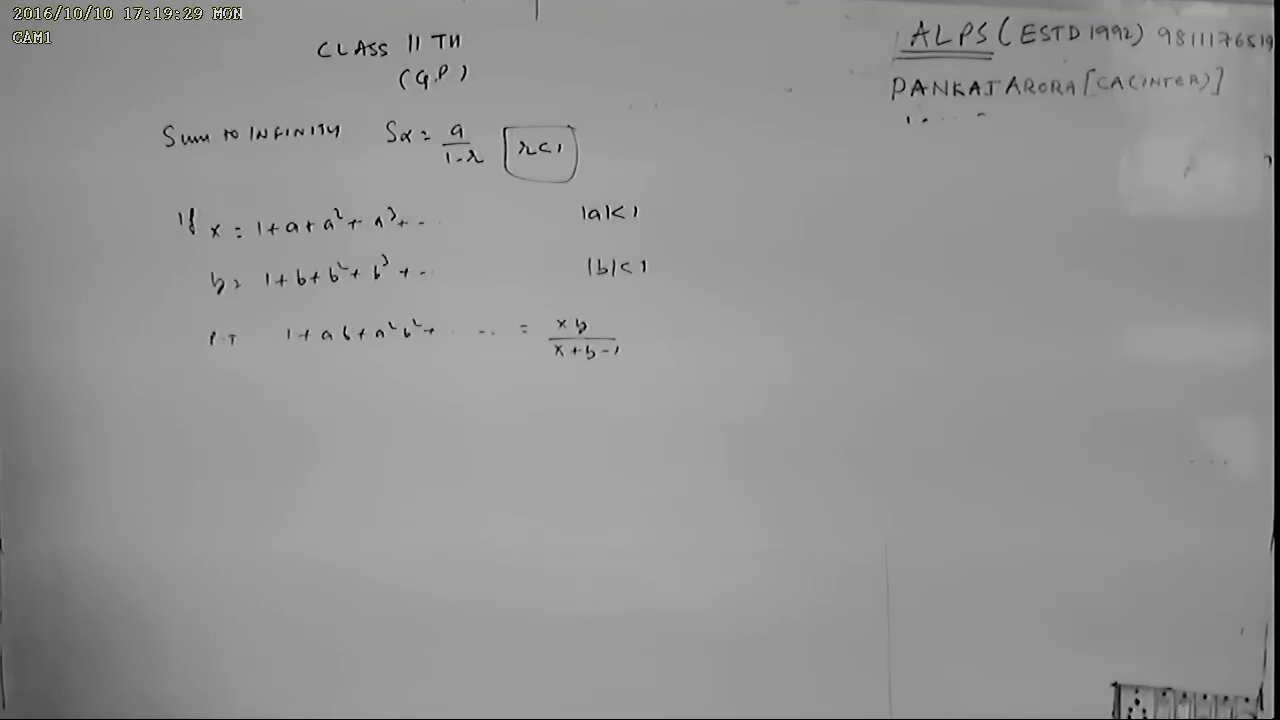 2016/10/10 17:19:29 MON
CAM1
CLASS 11 TH
(G.P)
ALPS (ESTD 1992) 9811176519
PANKAJ ARORA [CA(INTER)]
Sum to INFINITY S∝ = a/1-r r<1
If x = 1+a+a²+a³+.. |a|<1
y = 1+b+b²+b³+.. |b|<1
P.T 1+ab+a²b²+ .. = xy/x+y-1